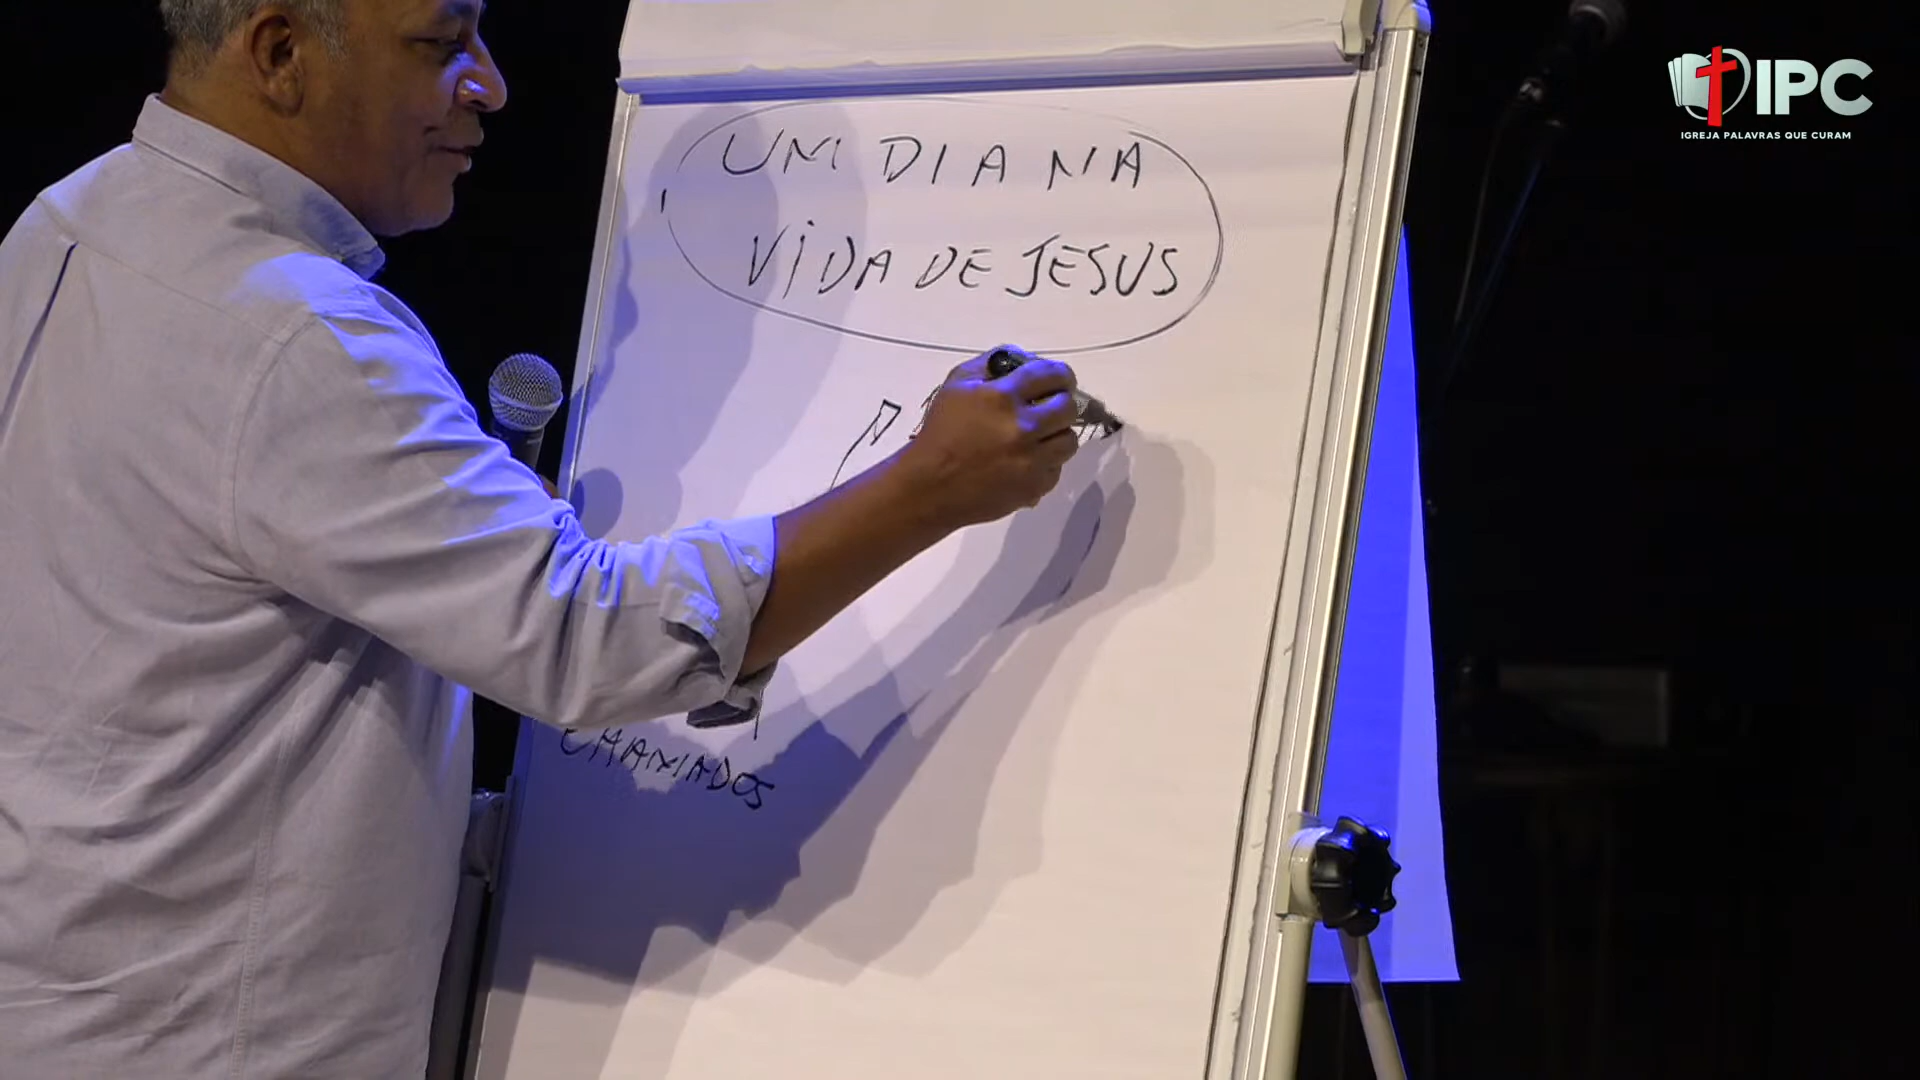 UM DIA NA
VIDA DE JESUS
CHAMADOS
IPC
IGREJA PALAVRAS QUE CURAM